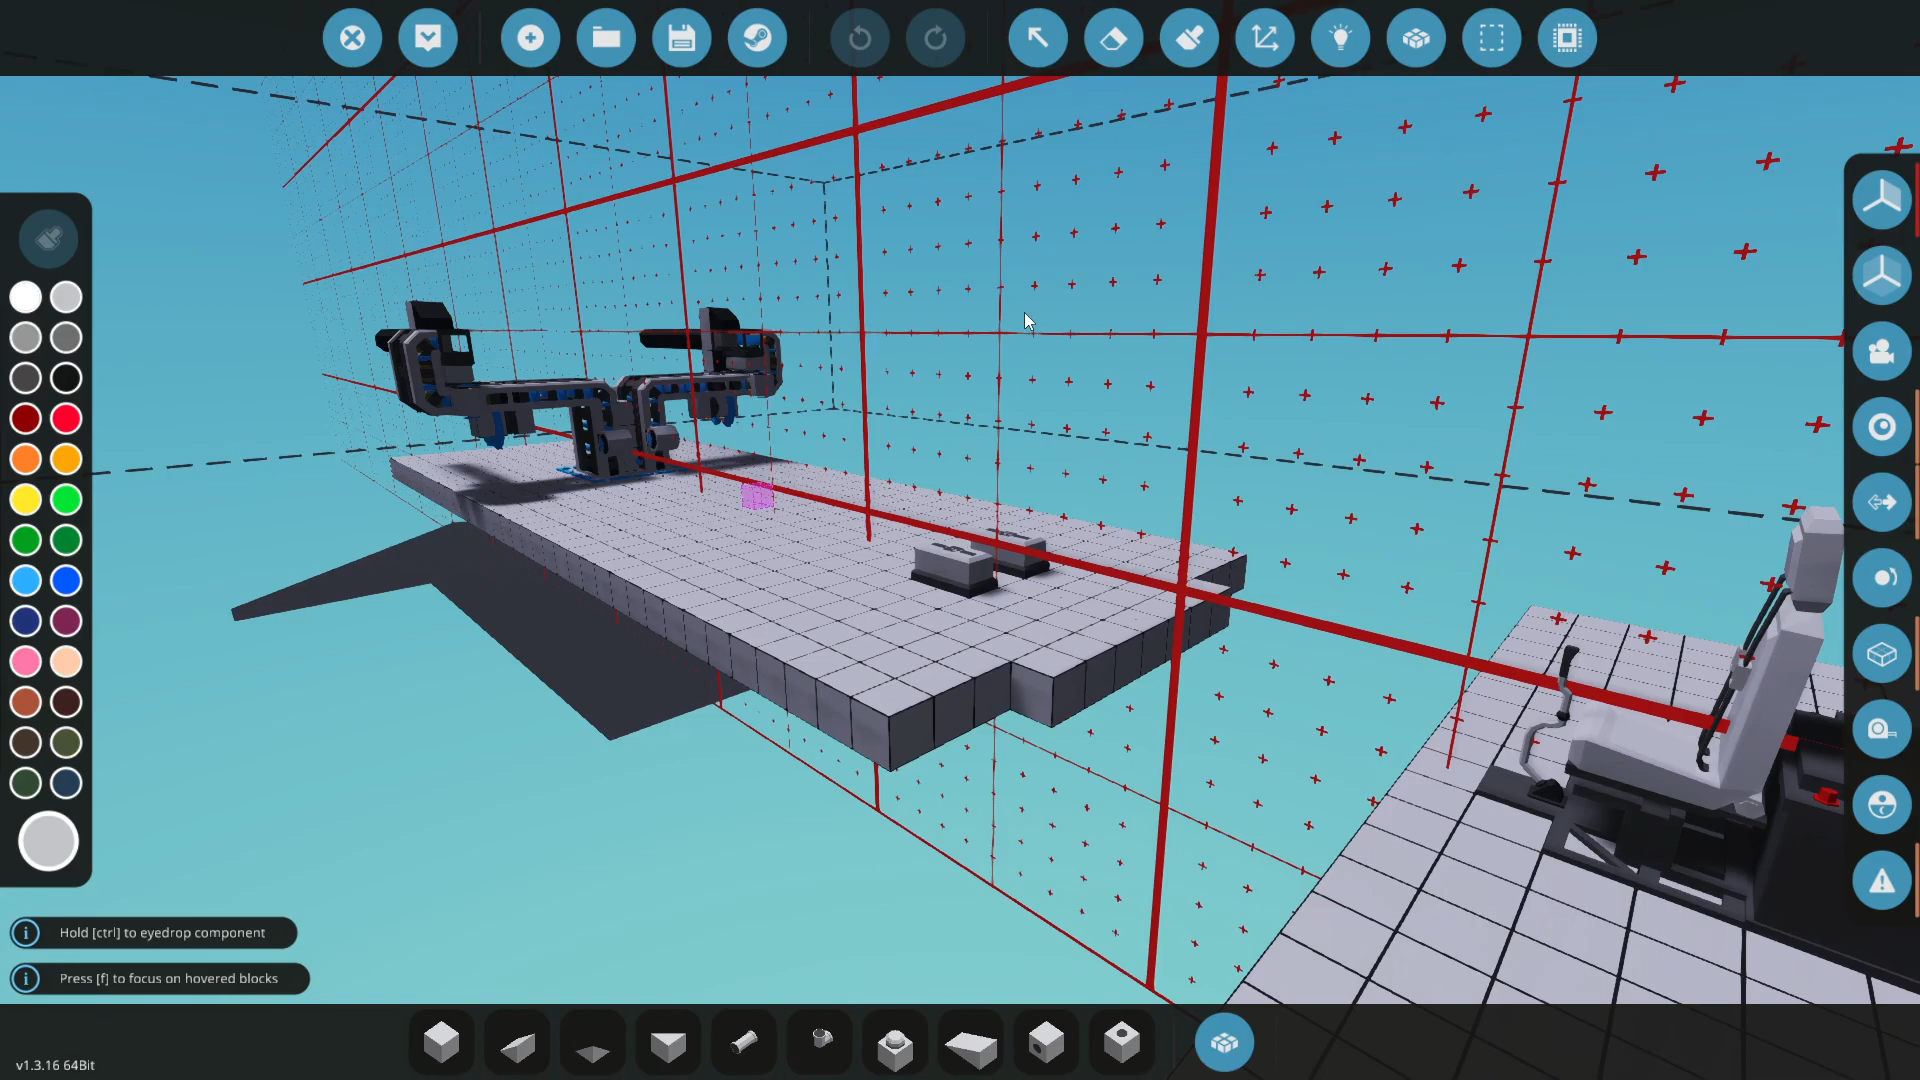 Hold [ctrl] to eyedrop component
Press [f] to focus on hovered blocks
v1.3.16 64Bit